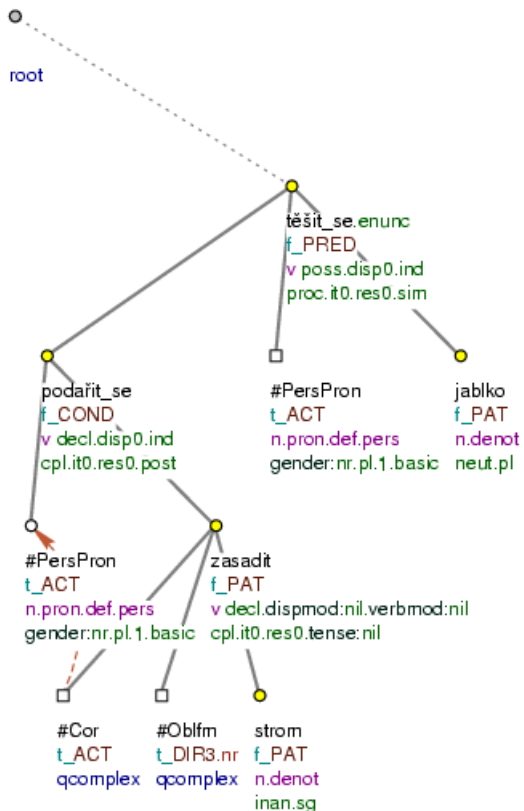 root
těšit_se.enunc
f_PRED
v poss.disp0.ind
proc.it0.res0.sim
podařit_se
f_COND
v decl.disp0.ind
cpl.it0.res0.post
#PersPron
t_ACT
n.pron.def.pers
gender:nr.pl.1.basic
jablko
f_PAT
n.denot
neut.pl
#PersPron
t_ACT
n.pron.def.pers
gender:nr.pl.1.basic
zasadit
f_PAT
v decl.dispmod:nil.verbmod:nil
cpl.it0.res0.tense:nil
#Cor
t_ACT
qcomplex
#Oblfm
t_DIR3.nr
qcomplex
strom
f_PAT
n.denot
inan.sg